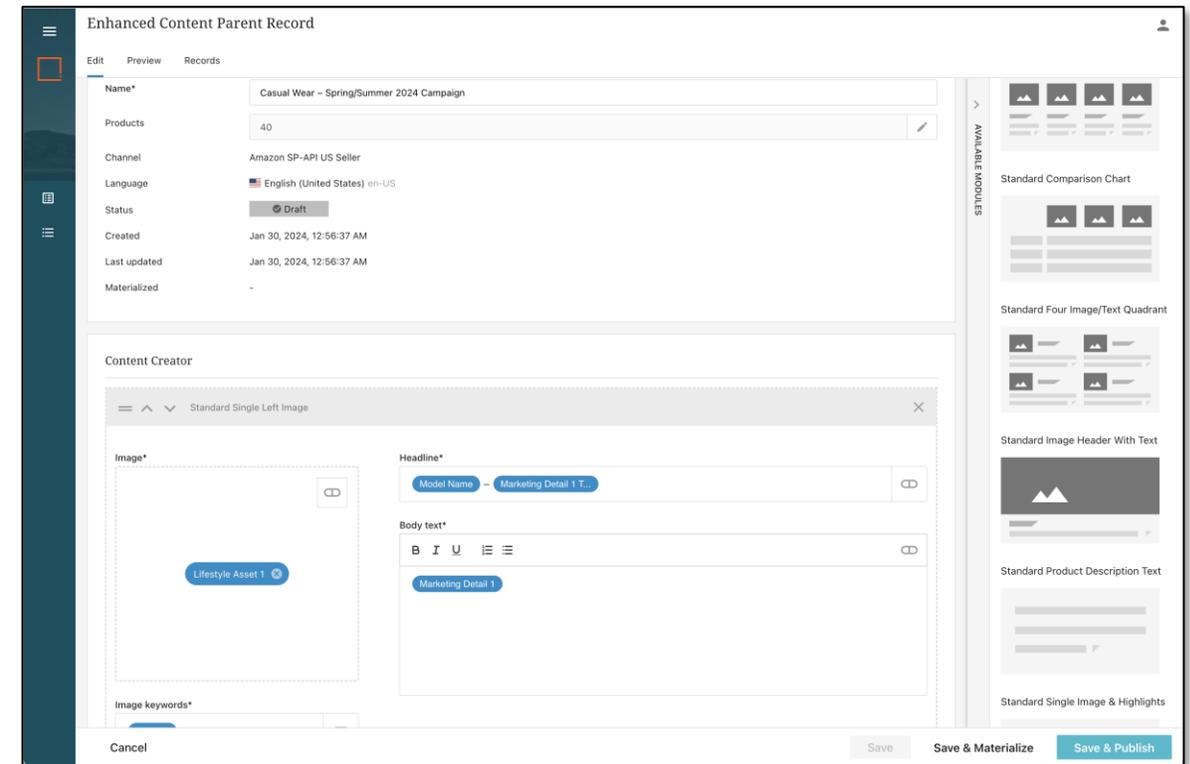 Enhanced Content Parent Record
Edit Preview Records
Name* Casual Wear – Spring/Summer 2024 Campaign
Products 40
Channel Amazon SP-API US Seller
Language English (United States) en-US
Status Draft
Created Jan 30, 2024, 12:56:37 AM
Last updated Jan 30, 2024, 12:56:37 AM
Materialized -
Content Creator
Standard Single Left Image
Image*
Lifestyle Asset 1
Headline*
Model Name – Marketing Detail 1 T...
Body text*
B I U
Marketing Detail 1
Image keywords*
AVAILABLE MODULES
Standard Comparison Chart
Standard Four Image/Text Quadrant
Standard Image Header With Text
Standard Product Description Text
Standard Single Image & Highlights
Cancel Save Save & Materialize Save & Publish